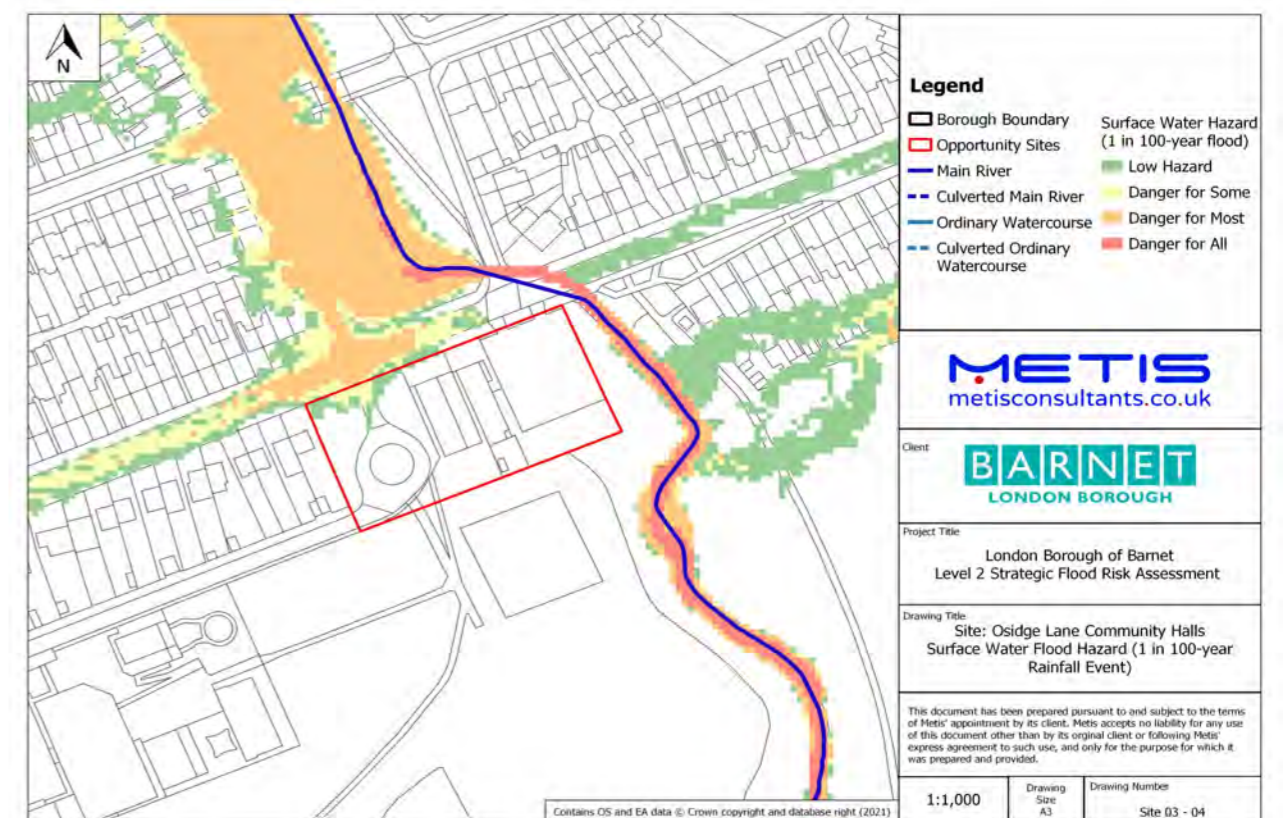 N
Legend
Borough Boundary
Opportunity Sites
Main River
Culverted Main River
Ordinary Watercourse
Culverted Ordinary
Watercourse
Surface Water Hazard
(1 in 100-year flood)
Low Hazard
Danger for Some
Danger for Most
Danger for All
METIS
metisconsultants.co.uk
Client
BARNET
LONDON BOROUGH
Project Title
London Borough of Barnet
Level 2 Strategic Flood Risk Assessment
Drawing Title
Site: Osidge Lane Community Halls
Surface Water Flood Hazard (1 in 100-year
Rainfall Event)
This document has been prepared pursuant to and subject to the terms
of Metis' appointment by its client. Metis accepts no liability for any use
of this document other than by its orginal client or following Metis'
express agreement to such use, and only for the purpose for which it
was prepared and provided.
1:1,000
Drawing
Size
A3
Drawing Number
Site 03 - 04
Contains OS and EA data © Crown copyright and database right (2021)